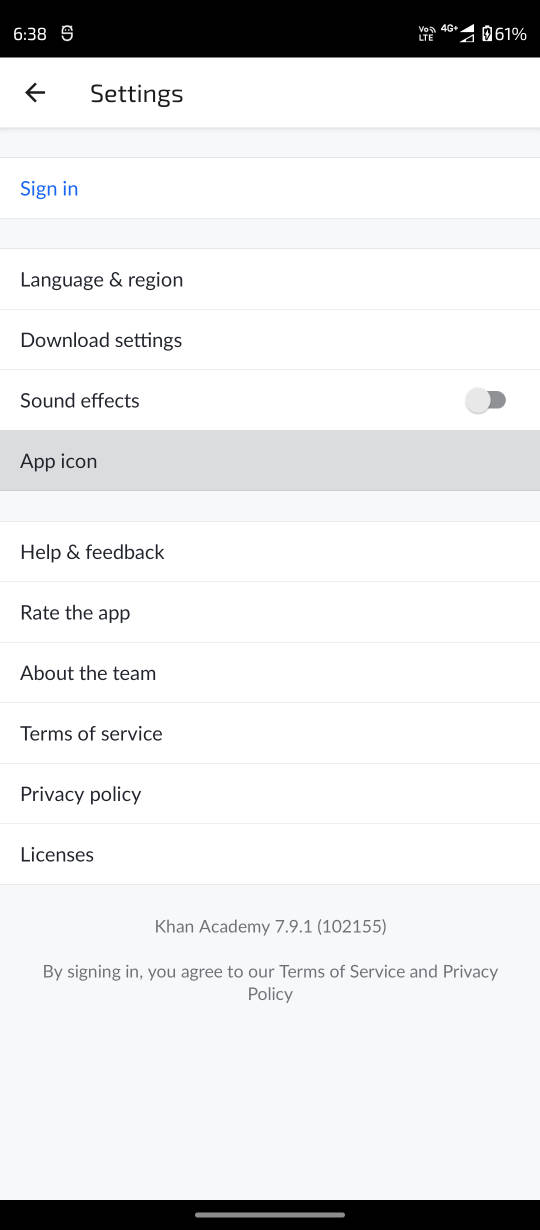 6:38 Vo LTE 4G+ 61%
Settings
Sign in
Language & region
Download settings
Sound effects
App icon
Help & feedback
Rate the app
About the team
Terms of service
Privacy policy
Licenses
Khan Academy 7.9.1 (102155)
By signing in, you agree to our Terms of Service and Privacy
Policy